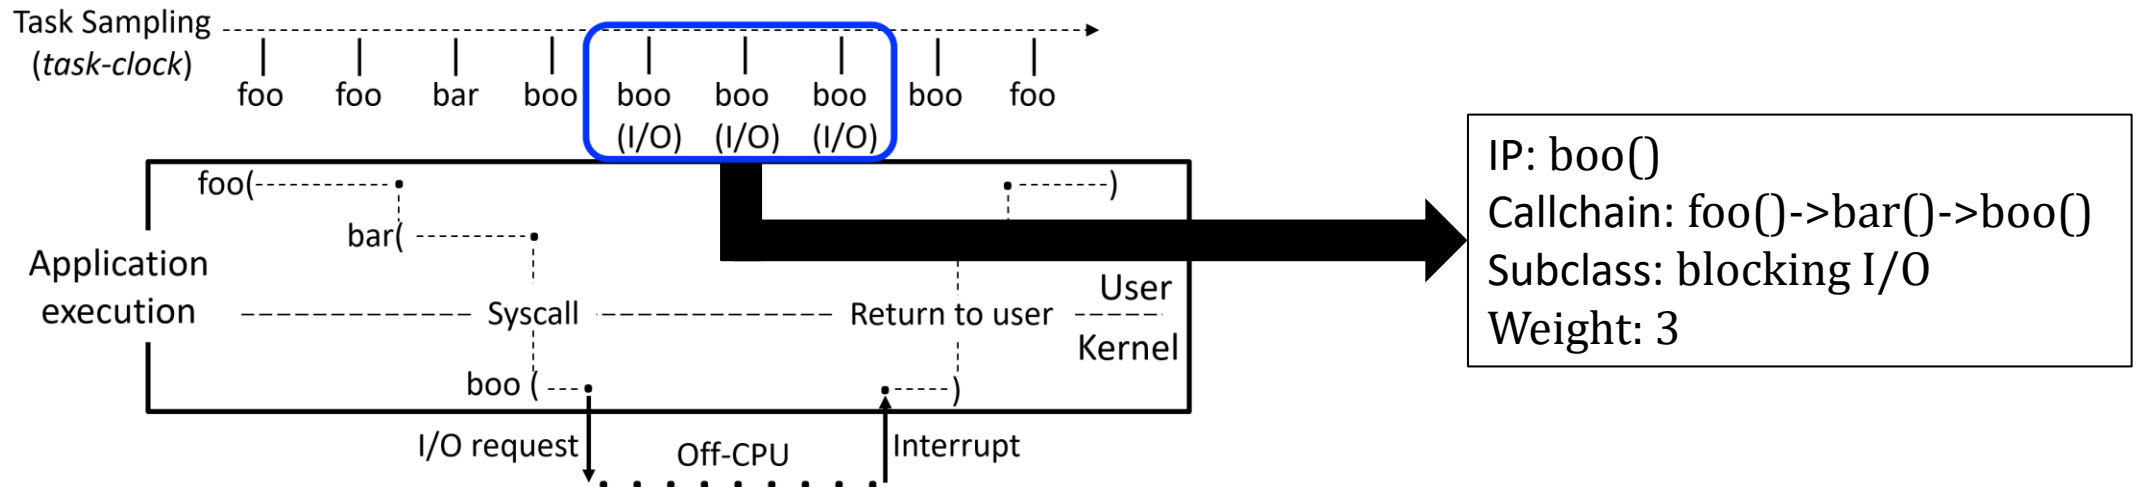 Task Sampling
(task-clock)
foo foo bar boo boo boo boo boo foo
(I/O) (I/O) (I/O)
foo( )
bar(
Application
execution
User
Syscall Return to user
Kernel
boo ( )
I/O request Off-CPU Interrupt
IP: boo()
Callchain: foo()->bar()->boo()
Subclass: blocking I/O
Weight: 3